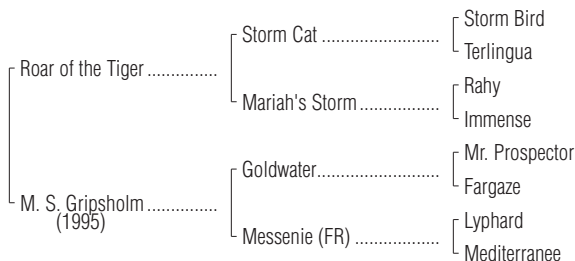 Storm Bird
Storm Cat ........................
Terlingua
Roar of the Tiger ..............
Rahy
Mariah's Storm ................
Immense
Mr. Prospector
Goldwater.........................
Fargaze
M. S. Gripsholm ..............
(1995)
Lyphard
Messenie (FR) .................
Mediterranee